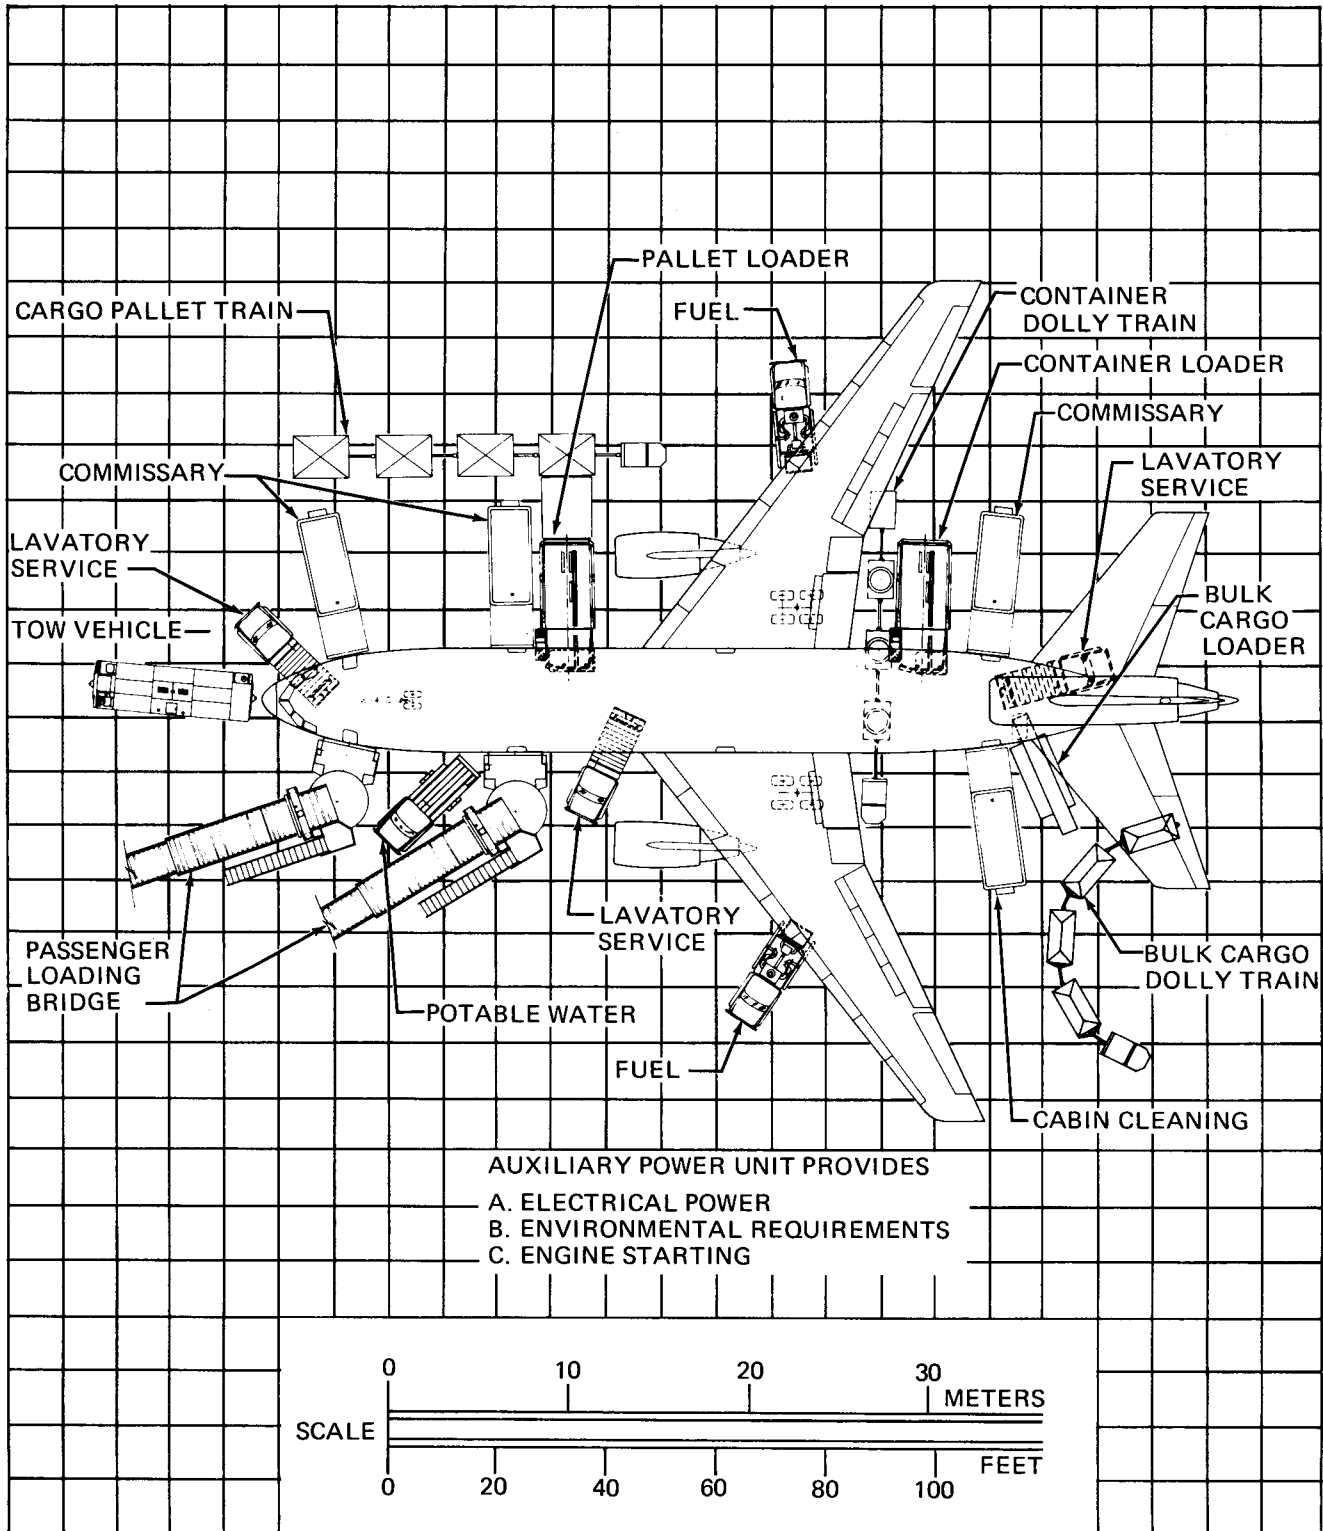 PALLET LOADER
CARGO PALLET TRAIN
FUEL
CONTAINER
DOLLY TRAIN
CONTAINER LOADER
COMMISSARY
COMMISSARY
LAVATORY
SERVICE
LAVATORY
SERVICE
TOW VEHICLE
BULK
CARGO
LOADER
LAVATORY
SERVICE
PASSENGER
LOADING
BRIDGE
BULK CARGO
DOLLY TRAIN
POTABLE WATER
FUEL
CABIN CLEANING
AUXILIARY POWER UNIT PROVIDES
A. ELECTRICAL POWER
B. ENVIRONMENTAL REQUIREMENTS
C. ENGINE STARTING
0 10 20 30
METERS
SCALE
FEET
0 20 40 60 80 100